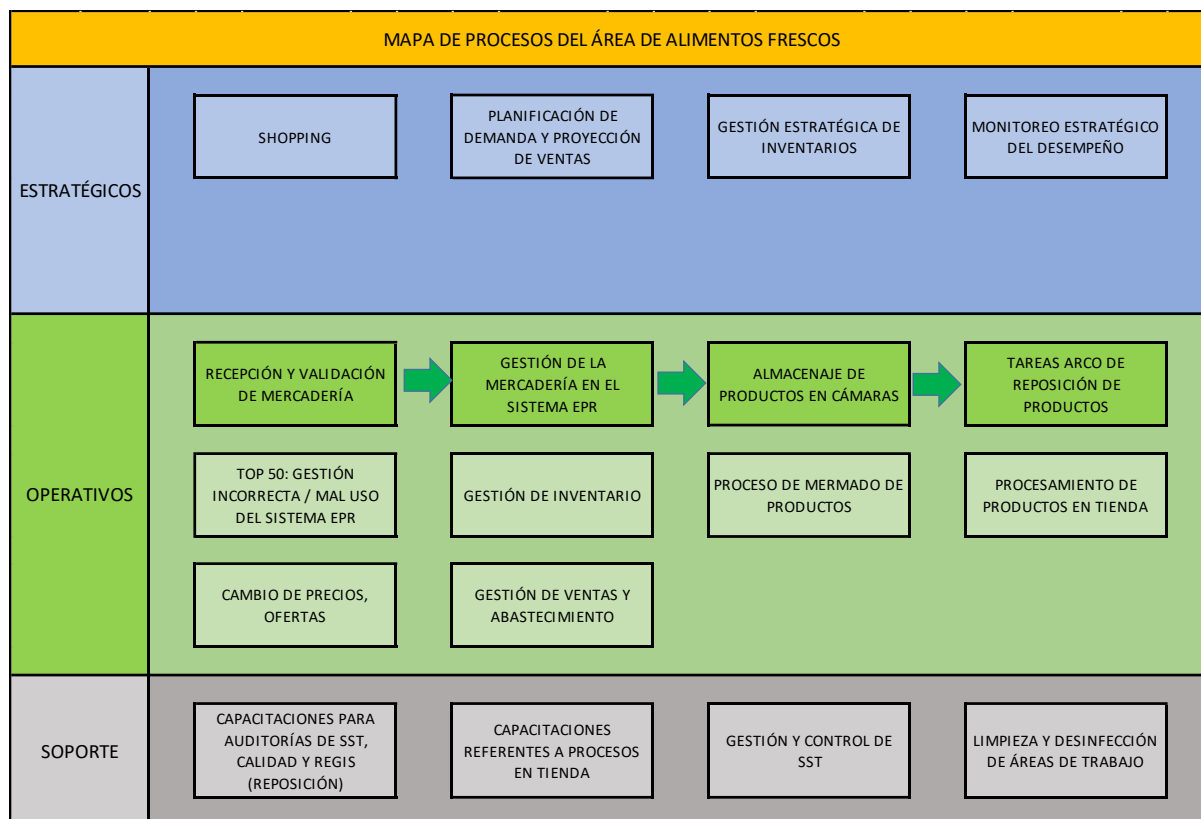 MAPA DE PROCESOS DEL ÁREA DE ALIMENTOS FRESCOS
ESTRATÉGICOS
SHOPPING
PLANIFICACIÓN DE
DEMANDA Y PROYECCIÓN
DE VENTAS
GESTIÓN ESTRATÉGICA DE
INVENTARIOS
MONITOREO ESTRATÉGICO
DEL DESEMPEÑO
OPERATIVOS
RECEPCIÓN Y VALIDACIÓN
DE MERCADERÍA
GESTIÓN DE LA
MERCADERÍA EN EL
SISTEMA EPR
ALMACENAJE DE
PRODUCTOS EN CÁMARAS
TAREAS ARCO DE
REPOSICIÓN DE
PRODUCTOS
TOP 50: GESTIÓN
INCORRECTA / MAL USO
DEL SISTEMA EPR
GESTIÓN DE INVENTARIO
PROCESO DE MERMADO DE
PRODUCTOS
PROCESAMIENTO DE
PRODUCTOS EN TIENDA
CAMBIO DE PRECIOS,
OFERTAS
GESTIÓN DE VENTAS Y
ABASTECIMIENTO
SOPORTE
CAPACITACIONES PARA
AUDITORÍAS DE SST,
CALIDAD Y REGIS
(REPOSICIÓN)
CAPACITACIONES
REFERENTES A PROCESOS
EN TIENDA
GESTIÓN Y CONTROL DE
SST
LIMPIEZA Y DESINFECCIÓN
DE ÁREAS DE TRABAJO